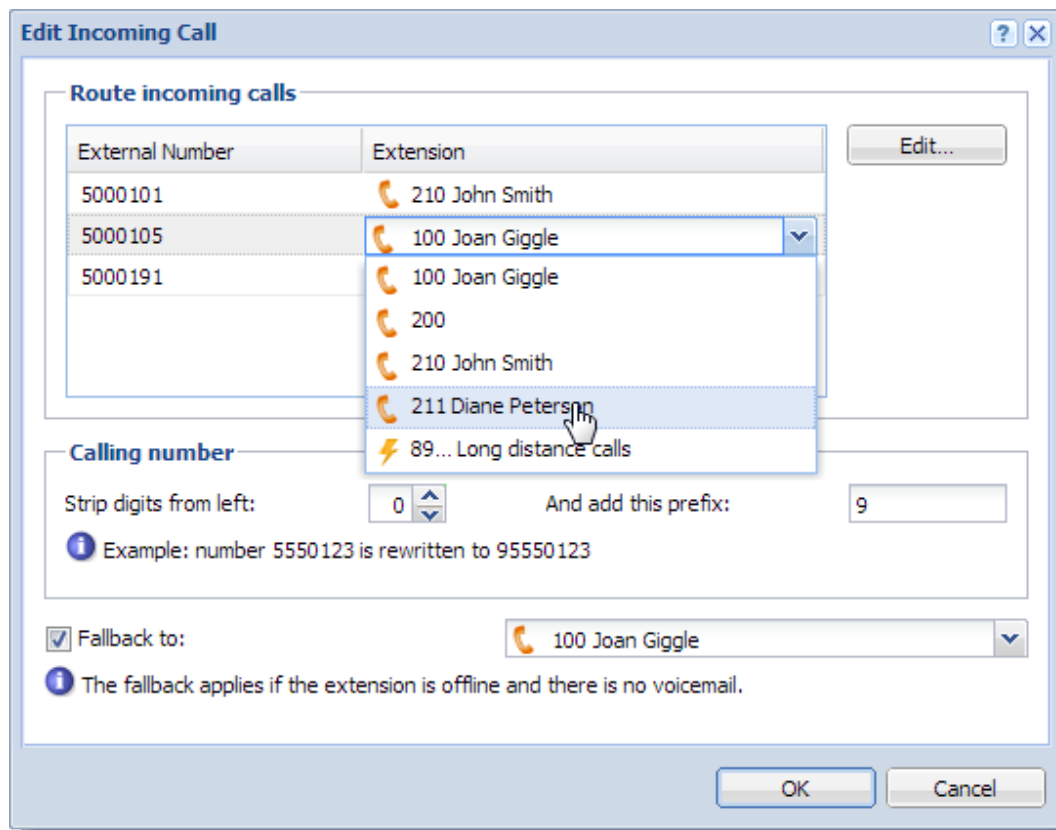 Edit Incoming Call ?
Route incoming calls
External Number Extension Edit...
5000101 210 John Smith
5000105 100 Joan Giggle
5000191 100 Joan Giggle
200
210 John Smith
211 Diane Peterson
89... Long distance calls
Calling number
Strip digits from left: 0 And add this prefix: 9
i Example: number 5550123 is rewritten to 95550123
Fallback to: 100 Joan Giggle
i The fallback applies if the extension is offline and there is no voicemail.
OK Cancel